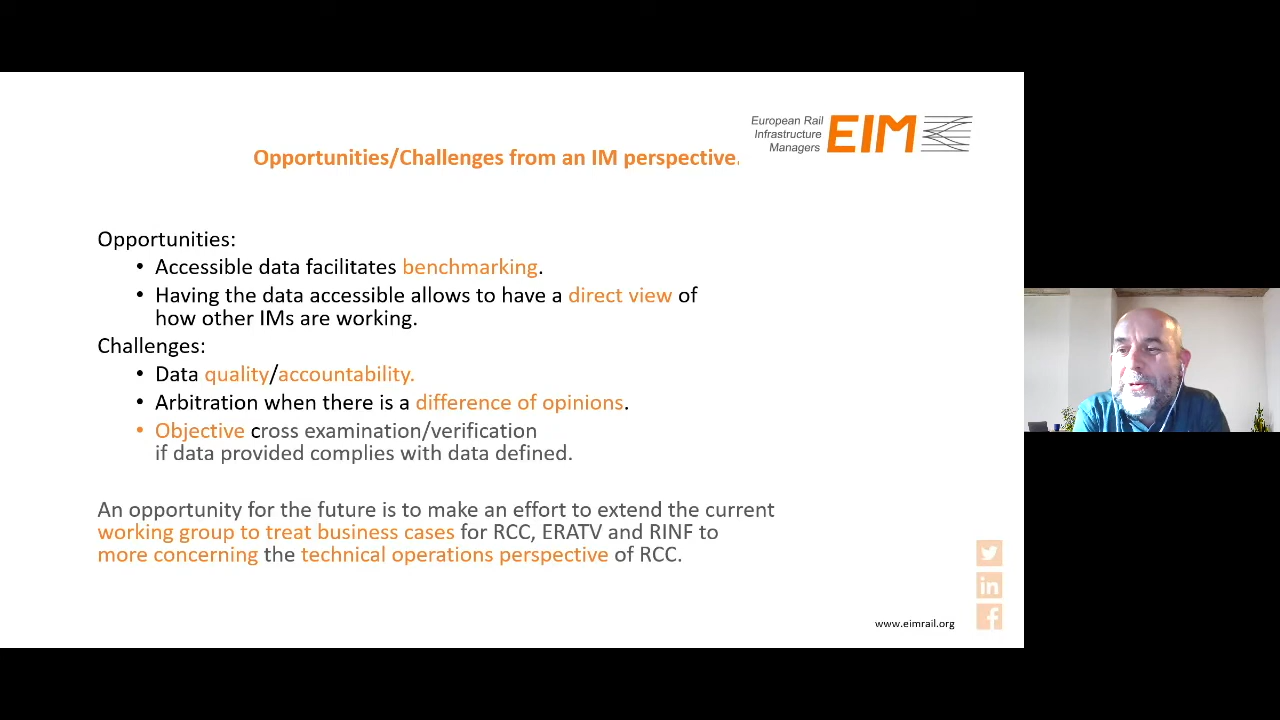 European Rail
Infrastructure
Managers
EIM
Opportunities/Challenges from an IM perspective.
Opportunities:
• Accessible data facilitates benchmarking.
• Having the data accessible allows to have a direct view of
how other IMs are working.
Challenges:
• Data quality/accountability.
• Arbitration when there is a difference of opinions.
• Objective cross examination/verification
if data provided complies with data defined.
An opportunity for the future is to make an effort to extend the current
working group to treat business cases for RCC, ERATV and RINF to
more concerning the technical operations perspective of RCC.
in
f
www.eimrail.org